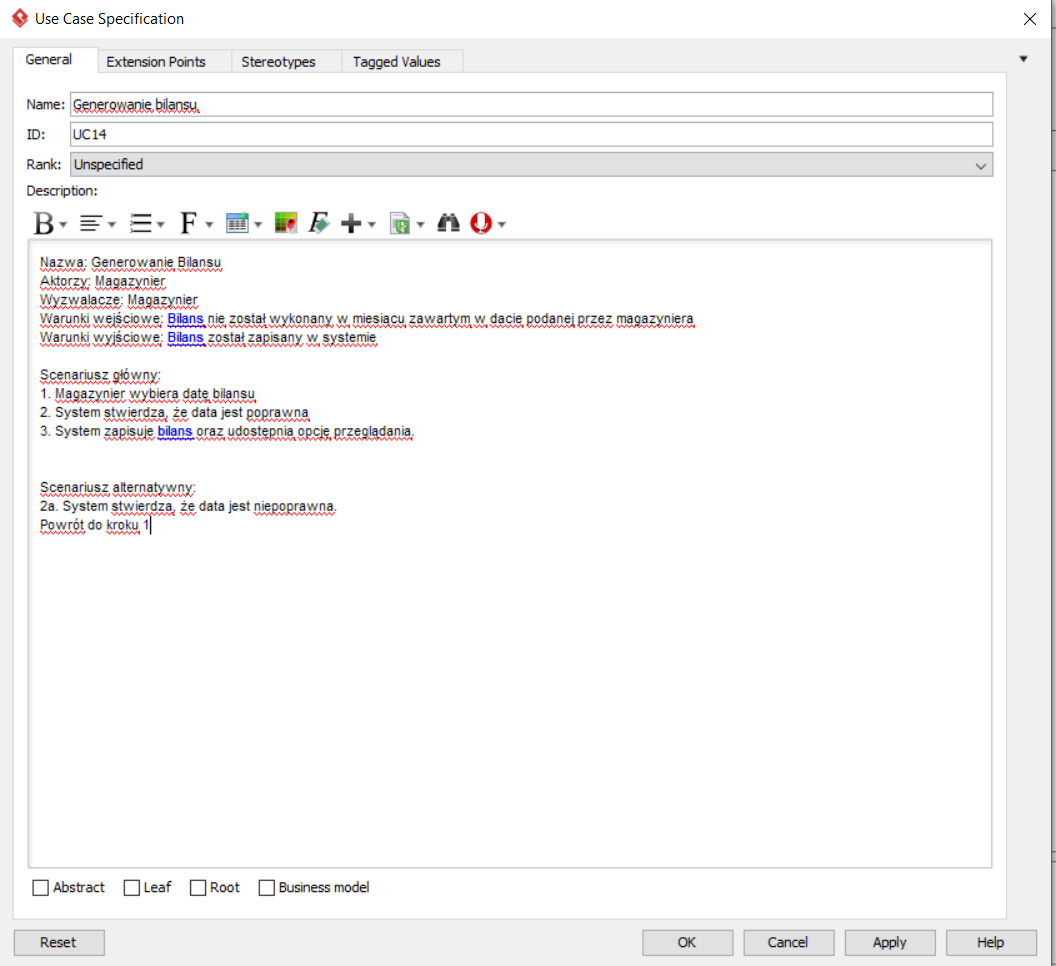 Use Case Specification
General
Extension Points
Stereotypes
Tagged Values
Name: Generowanie bilansu
ID: UC14
Rank: Unspecified
Description:
Nazwa: Generowanie Bilansu
Aktorzy: Magazynier
Wyzwalacze: Magazynier
Warunki wejściowe: Bilans nie został wykonany w miesiącu zawartym w dacie podanej przez magazyniera
Warunki wyjściowe: Bilans został zapisany w systemie
Scenariusz główny:
1. Magazynier wybiera datę bilansu
2. System stwierdza, że data jest poprawna
3. System zapisuje bilans oraz udostępnia opcję przeglądania.
Scenariusz alternatywny:
2a. System stwierdza, że data jest niepoprawna.
Powrót do kroku 1
Abstract
Leaf
Root
Business model
Reset
OK
Cancel
Apply
Help